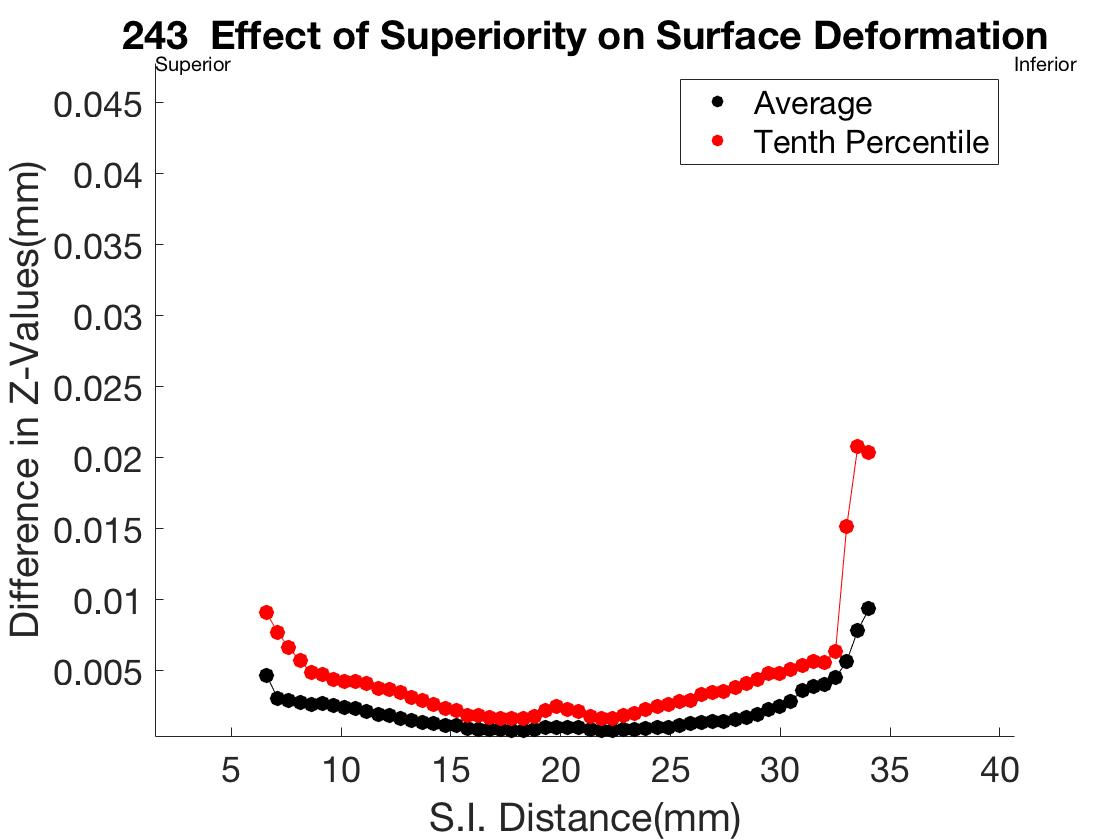 243  Effect of Superiority on Surface Deformation
Superior
Inferior
Average
Tenth Percentile
0.045
0.04
0.035
0.03
0.025
0.02
0.015
0.01
0.005
Difference in Z-Values(mm)
5 10 15 20 25 30 35 40
S.I. Distance(mm)